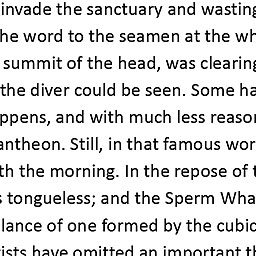 invade the sanctuary and wasting
he word to the seamen at the wh
summit of the head, was clearing
the diver could be seen. Some ha
ppens, and with much less reason
antheon. Still, in that famous wor
th the morning. In the repose of t
s tongueless; and the Sperm Wha
lance of one formed by the cubic
ists have omitted an important th